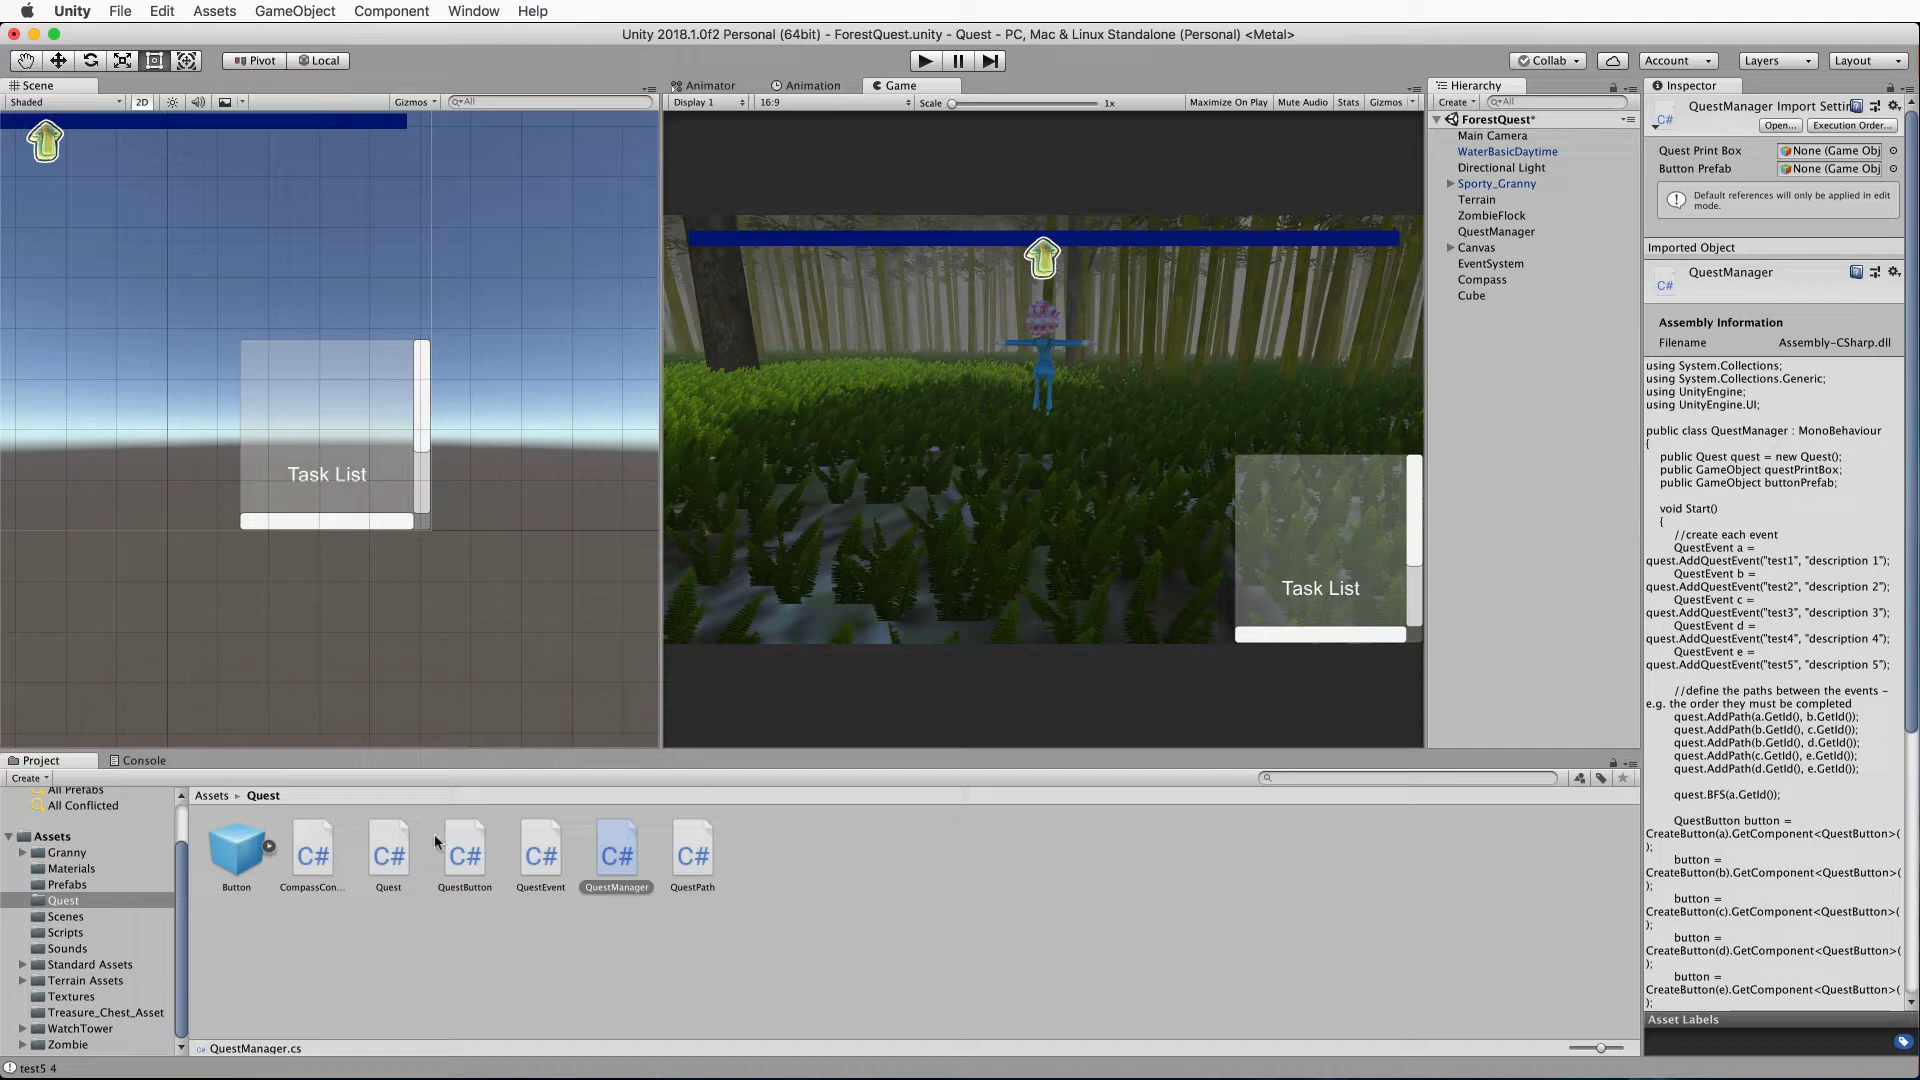 Unity File Edit Assets GameObject Component Window Help
Unity 2018.1.0f2 Personal (64bit) - ForestQuest.unity - Quest - PC, Mac & Linux Standalone (Personal) <Metal>
Pivot Local
Collab Account Layers Layout
Scene
Shaded 2D Gizmos All
Task List
Animator Animation Game
Display 1 16:9 Scale 1x Maximize On Play Mute Audio Stats Gizmos
Task List
Hierarchy
Create All
ForestQuest*
Main Camera
WaterBasicDaytime
Directional Light
Sporty_Granny
Terrain
ZombieFlock
QuestManager
Canvas
EventSystem
Compass
Cube
Inspector
QuestManager Import Settin
C#
Open... Execution Order...
Quest Print Box None (Game Obj
Button Prefab None (Game Obj
Default references will only be applied in edit
mode.
Imported Object
QuestManager
C#
Assembly Information
Filename Assembly-CSharp.dll
using System.Collections;
using System.Collections.Generic;
using UnityEngine;
using UnityEngine.UI;
public class QuestManager : MonoBehaviour
{
public Quest quest = new Quest();
public GameObject questPrintBox;
public GameObject buttonPrefab;
void Start()
{
//create each event
QuestEvent a =
quest.AddQuestEvent("test1", "description 1");
QuestEvent b =
quest.AddQuestEvent("test2", "description 2");
QuestEvent c =
quest.AddQuestEvent("test3", "description 3");
QuestEvent d =
quest.AddQuestEvent("test4", "description 4");
QuestEvent e =
quest.AddQuestEvent("test5", "description 5");
//define the paths between the events -
e.g. the order they must be completed
quest.AddPath(a.GetId(), b.GetId());
quest.AddPath(b.GetId(), c.GetId());
quest.AddPath(b.GetId(), d.GetId());
quest.AddPath(c.GetId(), e.GetId());
quest.AddPath(d.GetId(), e.GetId());
quest.BFS(a.GetId());
QuestButton button =
CreateButton(a).GetComponent<QuestButton>(
);
button =
CreateButton(b).GetComponent<QuestButton>(
);
button =
CreateButton(c).GetComponent<QuestButton>(
);
button =
CreateButton(d).GetComponent<QuestButton>(
);
button =
CreateButton(e).GetComponent<QuestButton>(
);
Asset Labels
Project Console
Create
All Prefabs
All Conflicted
Assets
Granny
Materials
Prefabs
Quest
Scenes
Scripts
Sounds
Standard Assets
Terrain Assets
Textures
Treasure_Chest_Asset
WatchTower
Zombie
Assets Quest
C# C# C# C# C# C#
Button CompassCon... Quest QuestButton QuestEvent QuestManager QuestPath
C# QuestManager.cs
test5 4